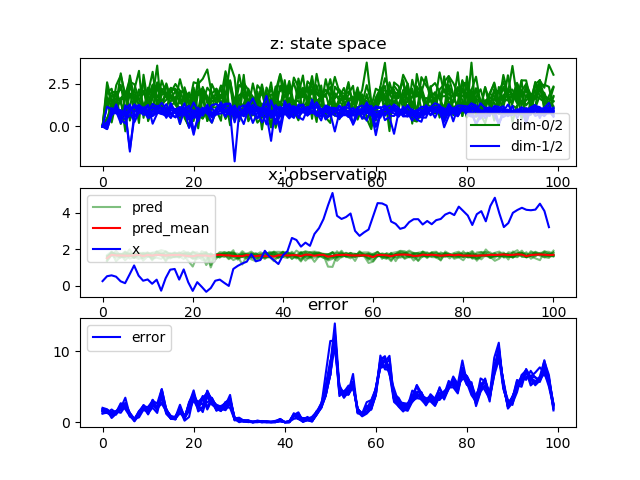 z: state space
2.5
0.0
dim-0/2
dim-1/2
0 20 40 60 80 100
x: observation
4
2
0
pred
pred_mean
x
0 20 40 60 80 100
error
10
0
error
0 20 40 60 80 100